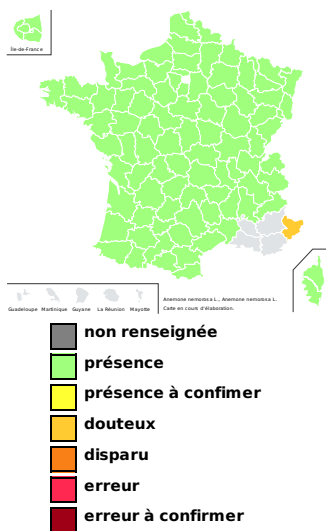 Île-de-France
Anemone nemorosa L., Anemone nemorosa L.
Carte en cours d'élaboration.
Guadeloupe Martinique Guyane La Réunion Mayotte
non renseignée
présence
présence à confimer
douteux
disparu
erreur
erreur à confirmer